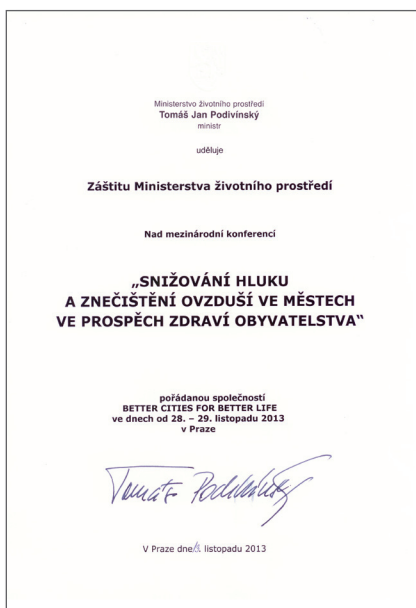 Ministerstvo životního prostředí
Tomáš Jan Podivínský
ministr
uděluje
Záštitu Ministerstva životního prostředí
Nad mezinárodní konferencí
„SNIŽOVÁNÍ HLUKU
A ZNEČIŠTĚNÍ OVZDUŠÍ VE MĚSTECH
VE PROSPĚCH ZDRAVÍ OBYVATELSTVA“
pořádanou společností
BETTER CITIES FOR BETTER LIFE
ve dnech od 28. – 29. listopadu 2013
v Praze
V Praze dne listopadu 2013